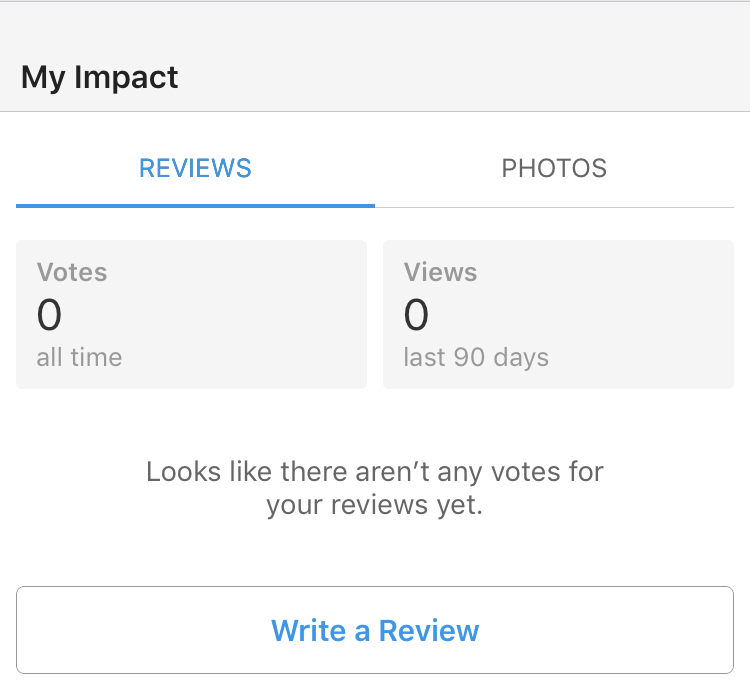 My Impact
REVIEWS
PHOTOS
Votes
0
all time
Views
0
last 90 days
Looks like there aren’t any votes for
your reviews yet.
Write a Review